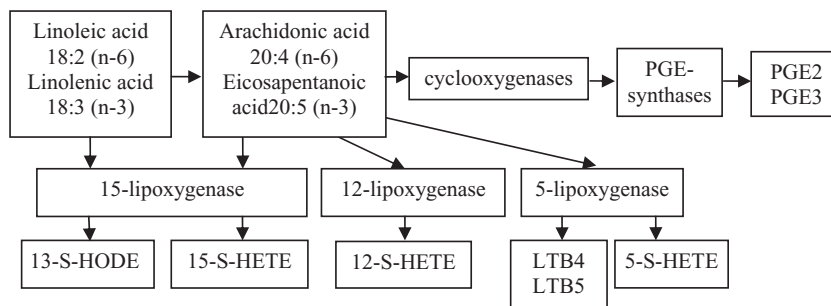 Linoleic acid
18:2 (n-6)
Linolenic acid
18:3 (n-3)
Arachidonic acid
20:4 (n-6)
Eicosapentanoic
acid20:5 (n-3)
cyclooxygenases
PGE-
synthases
PGE2
PGE3
15-lipoxygenase
12-lipoxygenase
5-lipoxygenase
13-S-HODE
15-S-HETE
12-S-HETE
LTB4
LTB5
5-S-HETE